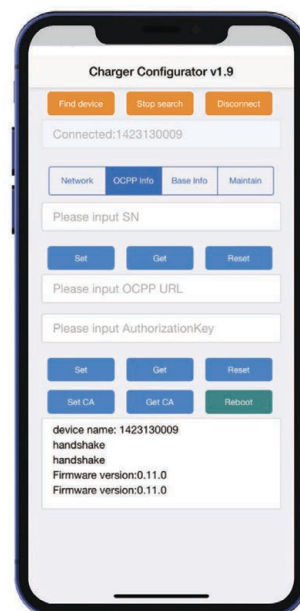 Charger Configurator v1.9
Find device Stop search Disconnect
Connected:1423130009
Network OCPP Info Base Info Maintain
Please input SN
Set Get Reset
Please input OCPP URL
Please input AuthorizationKey
Set Get Reset
Set CA Get CA Reboot
device name: 1423130009
handshake
handshake
Firmware version:0.11.0
Firmware version:0.11.0